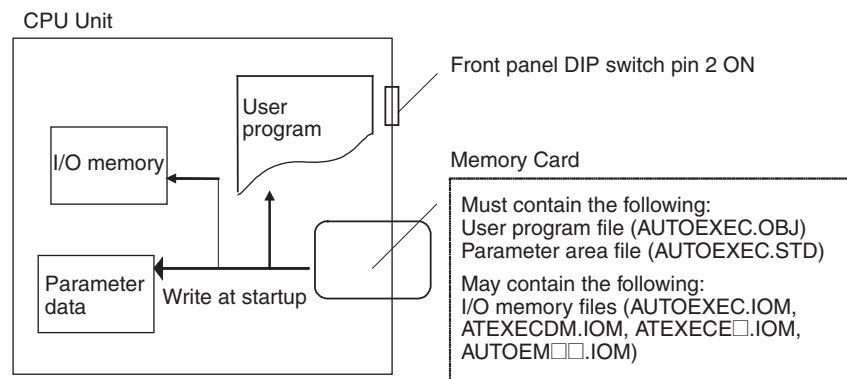 CPU Unit
Front panel DIP switch pin 2 ON
User
program
I/O memory
Memory Card
Must contain the following:
User program file (AUTOEXEC.OBJ)
Parameter area file (AUTOEXEC.STD)
Parameter
data
Write at startup
May contain the following:
I/O memory files (AUTOEXEC.IOM,
ATEXECDM.IOM, ATEXECE□.IOM,
AUTOEM□□.IOM)